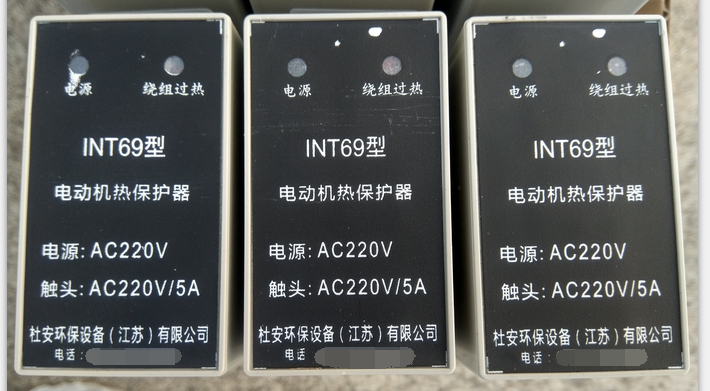 电源 绕组过热
INT69型
电动机热保护器
电源: AC220V
触头: AC220V/5A
杜安环保设备（江苏）有限公司
电话:
电源 绕组过热
INT69型
电动机热保护器
电源: AC220V
触头: AC220V/5A
杜安环保设备（江苏）有限公司
电话
电源 绕组过热
INT69型
电动机热保护器
电源: AC220V
触头: AC220V/5A
杜安环保设备（江苏）有限公司
电话: